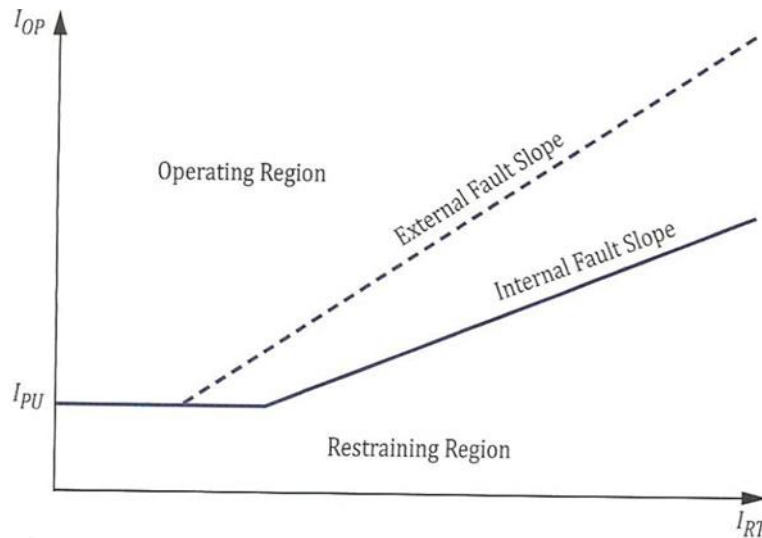 I_OP
External Fault Slope
Operating Region
Internal Fault Slope
I_PU
Restraining Region
I_RT